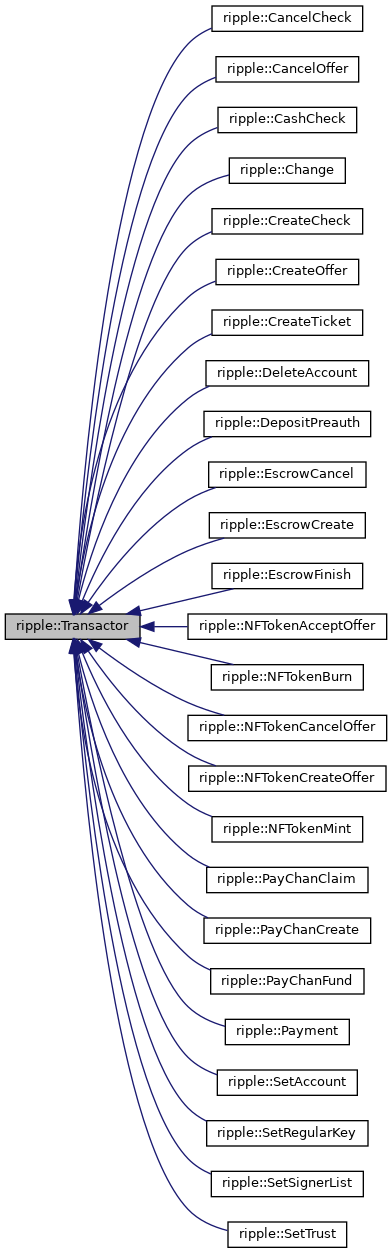 ripple::CancelCheck
ripple::CancelOffer
ripple::CashCheck
ripple::Change
ripple::CreateCheck
ripple::CreateOffer
ripple::CreateTicket
ripple::DeleteAccount
ripple::DepositPreauth
ripple::EscrowCancel
ripple::EscrowCreate
ripple::EscrowFinish
ripple::Transactor
ripple::NFTokenAcceptOffer
ripple::NFTokenBurn
ripple::NFTokenCancelOffer
ripple::NFTokenCreateOffer
ripple::NFTokenMint
ripple::PayChanClaim
ripple::PayChanCreate
ripple::PayChanFund
ripple::Payment
ripple::SetAccount
ripple::SetRegularKey
ripple::SetSignerList
ripple::SetTrust